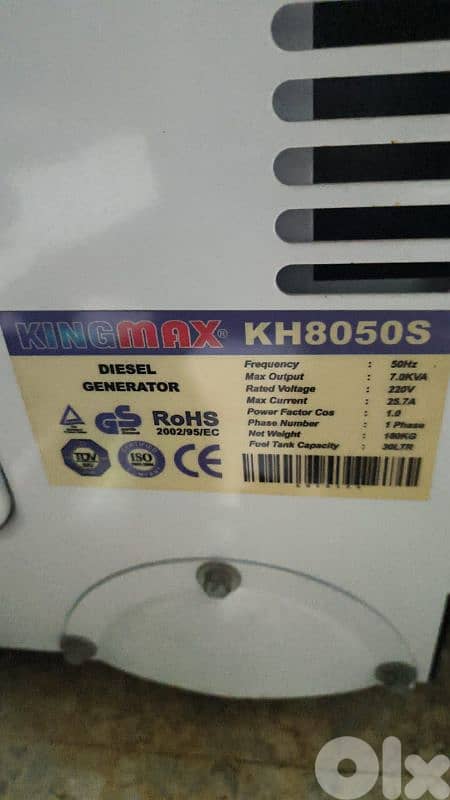 KINGMAX® KH8050S
DIESEL
GENERATOR
RoHS
2002/95/EC
GS
TÜV
ISO
CE
Frequency : 50Hz
Max Output : 7.0KVA
Rated Voltage : 220V
Max Current : 25.7A
Power Factor Cos : 1.0
Phase Number : 1 Phase
Net Weight : 180KG
Fuel Tank Capacity : 30LTR
OLX